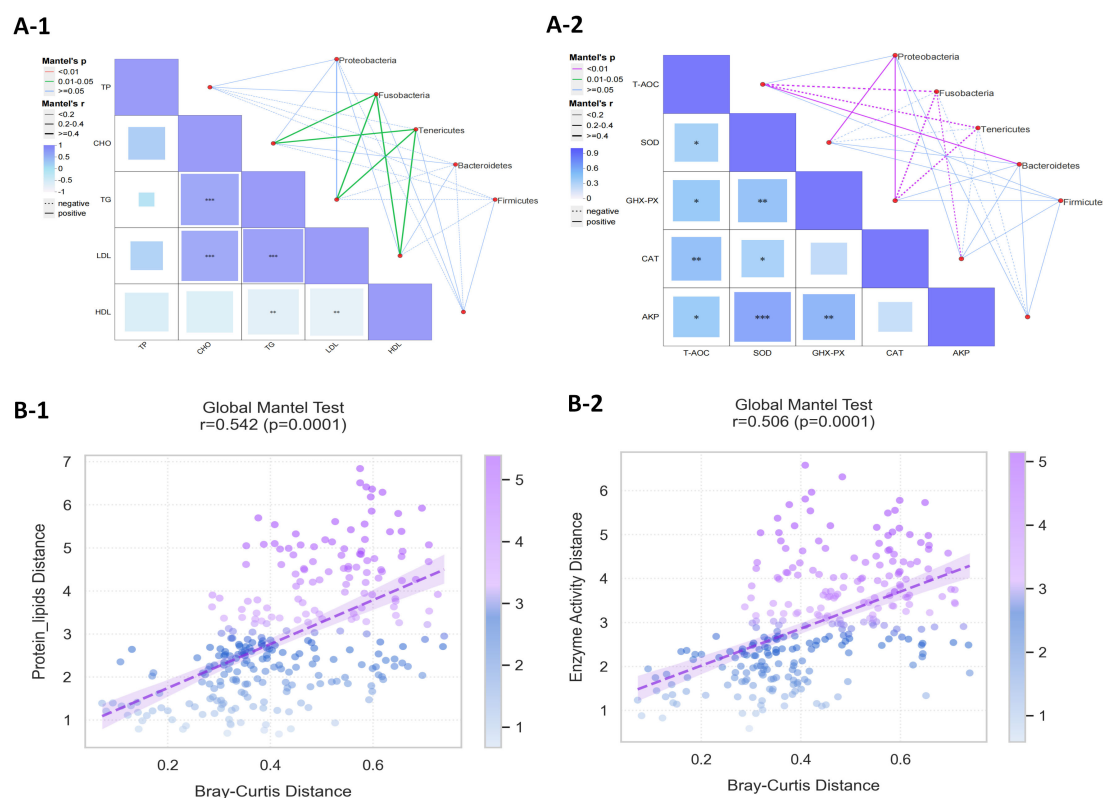 A-1
Mantel's p
<0.01
0.01-0.05
>=0.05
Mantel's r
<0.2
0.2-0.4
>=0.4
1
0.5
0
-0.5
-1
negative
positive
TP
CHO
TG
LDL
HDL
***
***
***
**
**
TP
CHO
TG
LDL
HDL
Proteobacteria
Fusobacteria
Tenericutes
Bacteroidetes
Firmicutes
A-2
Mantel's p
<0.01
0.01-0.05
>=0.05
Mantel's r
<0.2
0.2-0.4
>=0.4
0.9
0.6
0.3
0
negative
positive
T-AOC
SOD
GHX-PX
CAT
AKP
*
*
**
**
*
*
***
**
T-AOC
SOD
GHX-PX
CAT
AKP
Proteobacteria
Fusobacteria
Tenericutes
Bacteroidetes
Firmicute
B-1
Global Mantel Test
r=0.542 (p=0.0001)
Protein_lipids Distance
7
6
5
4
3
2
1
0.2
0.4
0.6
Bray-Curtis Distance
5
4
3
2
1
B-2
Global Mantel Test
r=0.506 (p=0.0001)
Enzyme Activity Distance
6
5
4
3
2
1
0.2
0.4
0.6
Bray-Curtis Distance
5
4
3
2
1